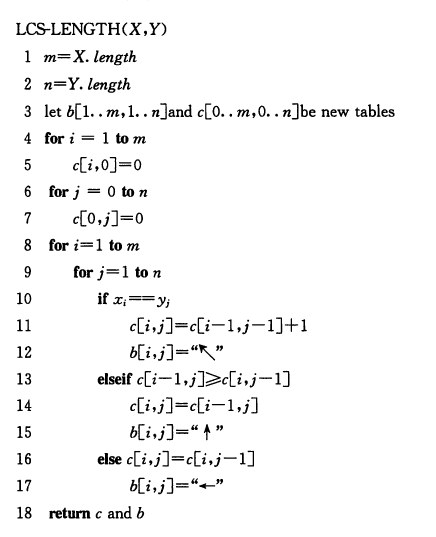 LCS-LENGTH(X,Y)
1 m=X.length
2 n=Y.length
3 let b[1..m,1..n]and c[0..m,0..n]be new tables
4 for i = 1 to m
5 c[i,0]=0
6 for j = 0 to n
7 c[0,j]=0
8 for i=1 to m
9 for j=1 to n
10 if xᵢ==yⱼ
11 c[i,j]=c[i-1,j-1]+1
12 b[i,j]="↖"
13 elseif c[i-1,j]⩾c[i,j-1]
14 c[i,j]=c[i-1,j]
15 b[i,j]="↑"
16 else c[i,j]=c[i,j-1]
17 b[i,j]="←"
18 return c and b